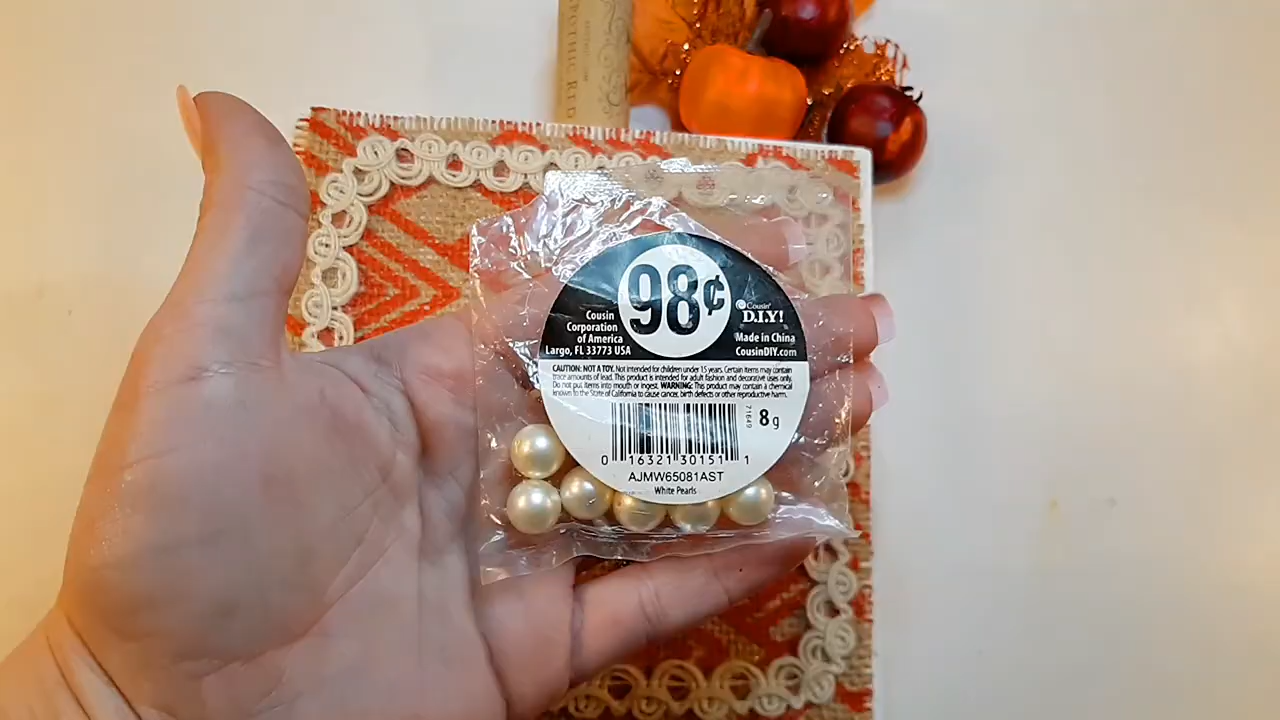 POTHIC RED
98¢
Cousin
D.I.Y!
Cousin
Corporation
of America
Largo, FL 33773 USA
Made in China
CousinDIY.com
CAUTION: NOT A TOY. Not intended for children under 15 years. Certain items may contain
trace amounts of lead. This product is intended for adult fashion and decorative uses only.
Do not put items into mouth or ingest. WARNING: This product may contain a chemical
known to the State of California to cause cancer, birth defects or other reproductive harm.
71649
8 g
0 16321 30151 1
AJMW65081AST
White Pearls